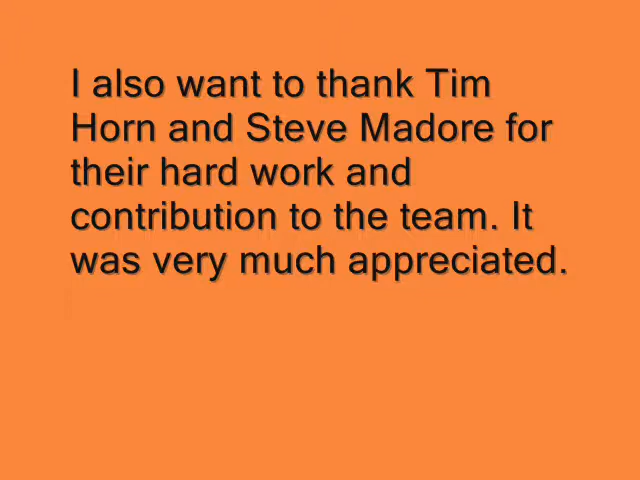 I also want to thank Tim
Horn and Steve Madore for
their hard work and
contribution to the team. It
was very much appreciated.